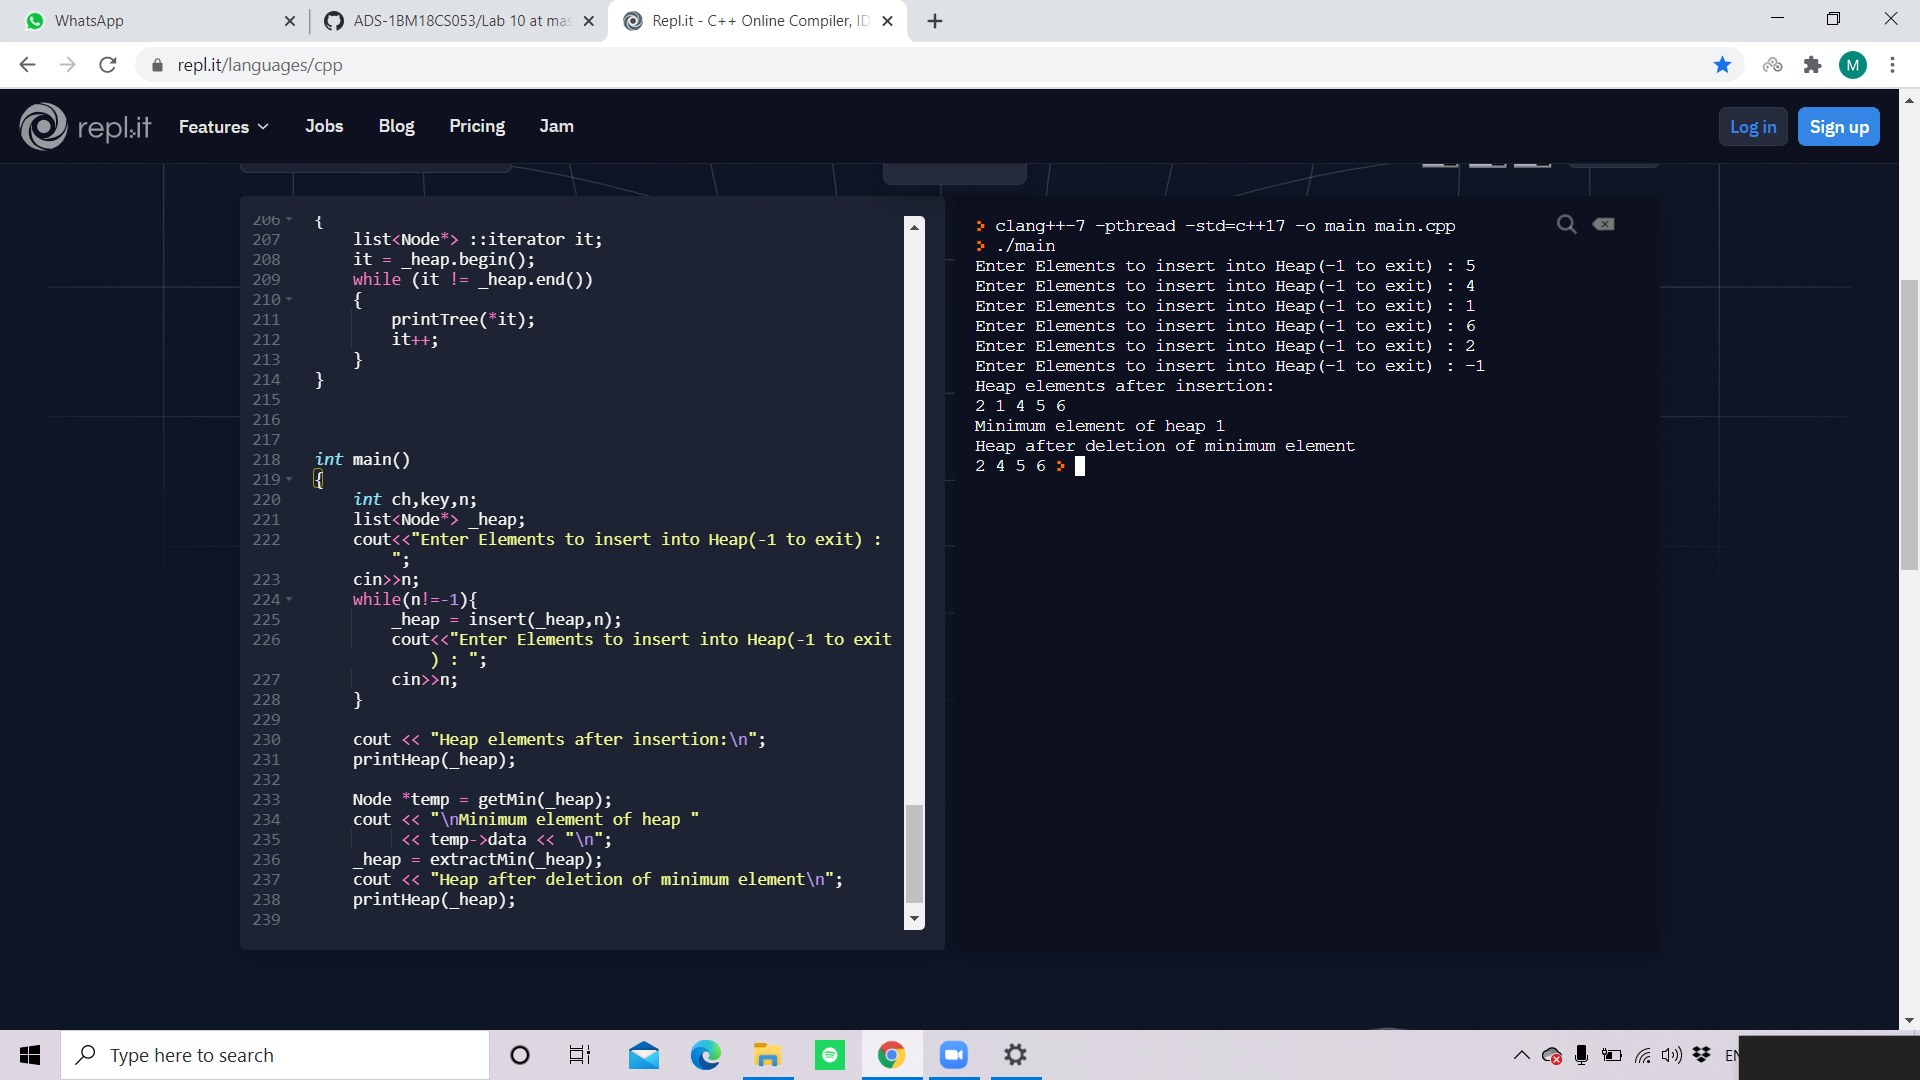 WhatsApp
ADS-1BM18CS053/Lab 10 at mas
Repl.it - C++ Online Compiler, ID
repl.it/languages/cpp
M
repl.it
Features
Jobs
Blog
Pricing
Jam
Log in
Sign up
206 {
207 list<Node*> ::iterator it;
208 it = _heap.begin();
209 while (it != _heap.end())
210 {
211 printTree(*it);
212 it++;
213 }
214 }
215
216
217
218 int main()
219 {
220 int ch,key,n;
221 list<Node*> _heap;
222 cout<<"Enter Elements to insert into Heap(-1 to exit) :
";
223 cin>>n;
224 while(n!=-1){
225 _heap = insert(_heap,n);
226 cout<<"Enter Elements to insert into Heap(-1 to exit
) : ";
227 cin>>n;
228 }
229
230 cout << "Heap elements after insertion:\n";
231 printHeap(_heap);
232
233 Node *temp = getMin(_heap);
234 cout << "\nMinimum element of heap "
235 << temp->data << "\n";
236 _heap = extractMin(_heap);
237 cout << "Heap after deletion of minimum element\n";
238 printHeap(_heap);
239
clang++-7 -pthread -std=c++17 -o main main.cpp
./main
Enter Elements to insert into Heap(-1 to exit) : 5
Enter Elements to insert into Heap(-1 to exit) : 4
Enter Elements to insert into Heap(-1 to exit) : 1
Enter Elements to insert into Heap(-1 to exit) : 6
Enter Elements to insert into Heap(-1 to exit) : 2
Enter Elements to insert into Heap(-1 to exit) : -1
Heap elements after insertion:
2 1 4 5 6
Minimum element of heap 1
Heap after deletion of minimum element
2 4 5 6
Type here to search